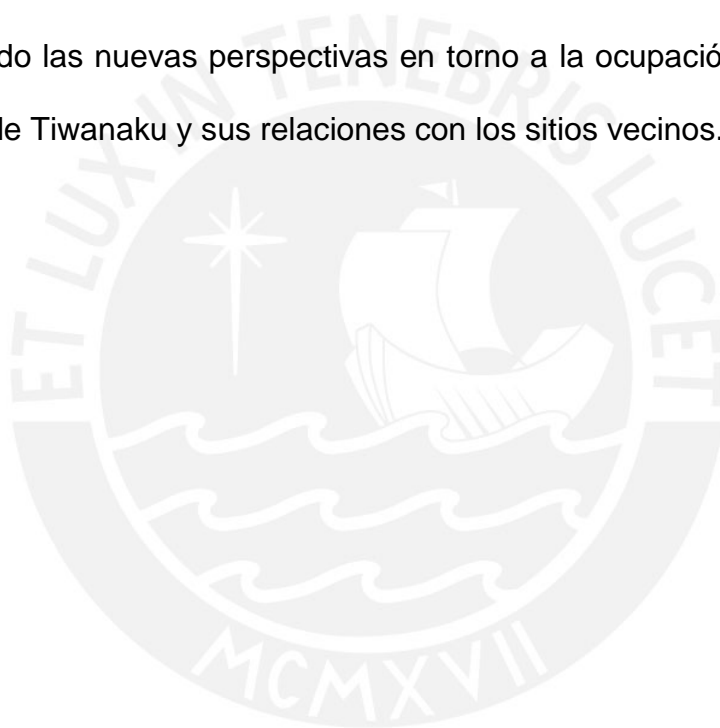 do las nuevas perspectivas en torno a la ocupació
de Tiwanaku y sus relaciones con los sitios vecinos.
ET LUX IN TENEBRIS LUCET
MCMXVII